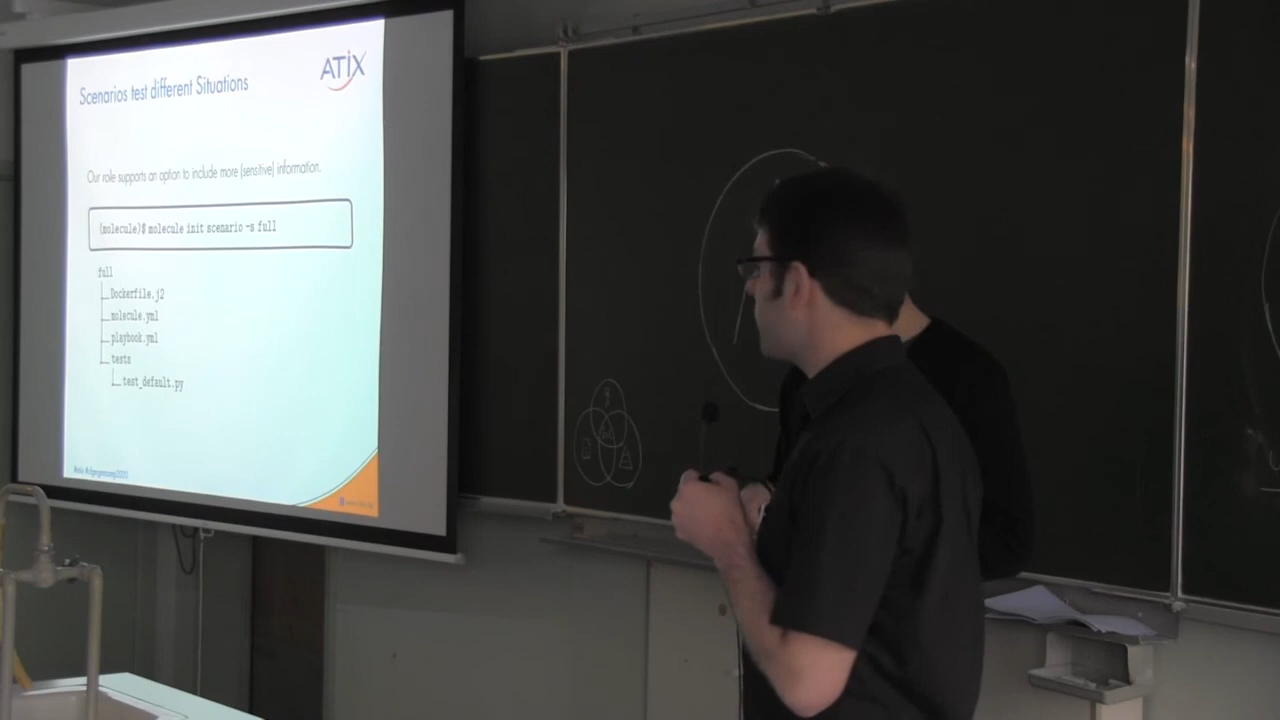 ATIX
Scenarios test different Situations
Our role supports an option to include more (sensitive) information.
(molecule)$ molecule init scenario -s full
full
Dockerfile.j2
molecule.yml
playbook.yml
tests
test_default.py